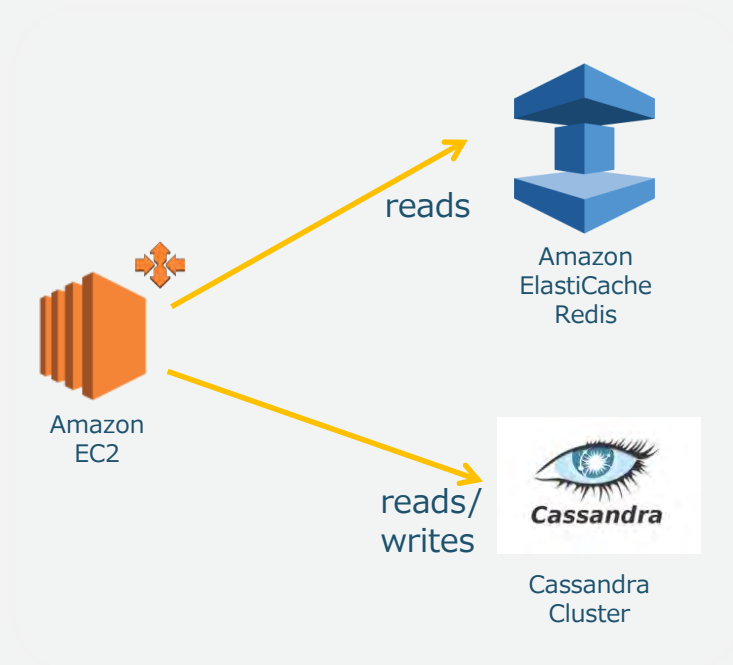 reads
Amazon
ElastiCache
Redis
Amazon
EC2
reads/
writes
Cassandra
Cassandra
Cluster